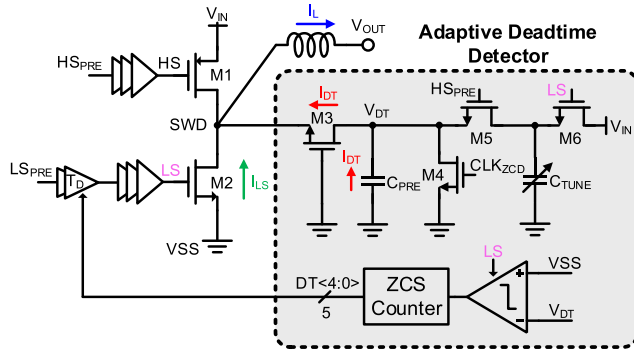 V_IN
I_L
V_OUT
Adaptive Deadtime
Detector
HS_PRE
HS
M1
I_DT
HS_PRE
LS
M3
V_DT
SWD
M5
M6
V_IN
LS_PRE
T_D
LS
M2
I_LS
I_DT
C_PRE
M4
CLK_ZCD
C_TUNE
VSS
LS
DT<4:0>
5
ZCS
Counter
+
VSS
-
V_DT